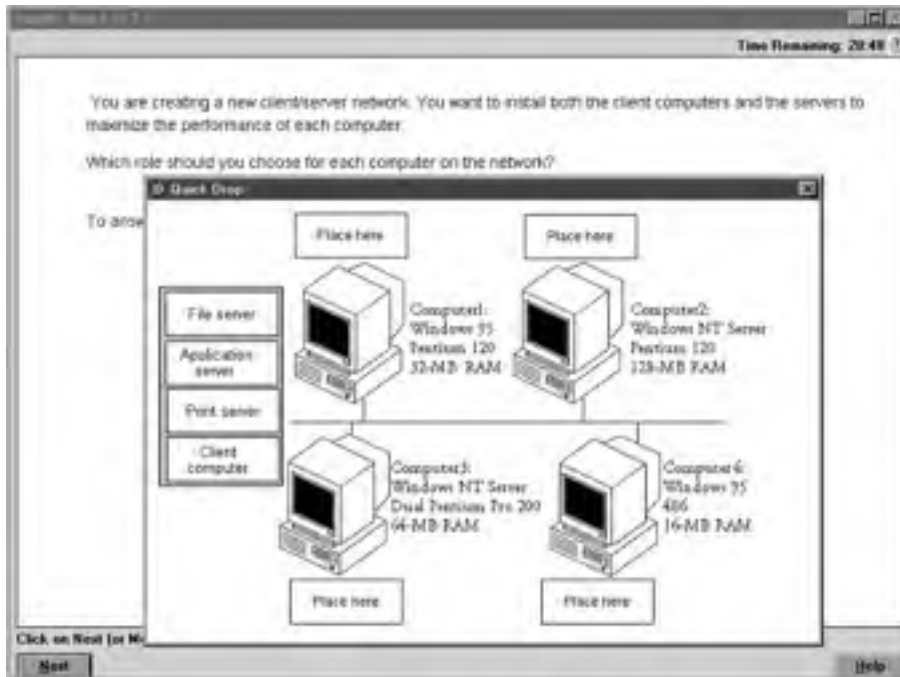 Time Remaining: 20:48
You are creating a new client/server network. You want to install both the client computers and the servers to
maximize the performance of each computer.
Which role should you choose for each computer on the network?
Quick Drop
To answ
Place here
Place here
File server
Application
server
Print server
Client
computer
Computer1:
Windows 95
Pentium 120
32-MB RAM
Computer2:
Windows NT Server
Pentium 120
128-MB RAM
Computer3:
Windows NT Server
Dual Pentium Pro 200
64-MB RAM
Computer4:
Windows 95
486
16-MB RAM
Place here
Place here
Click on Next (or
Next
Help